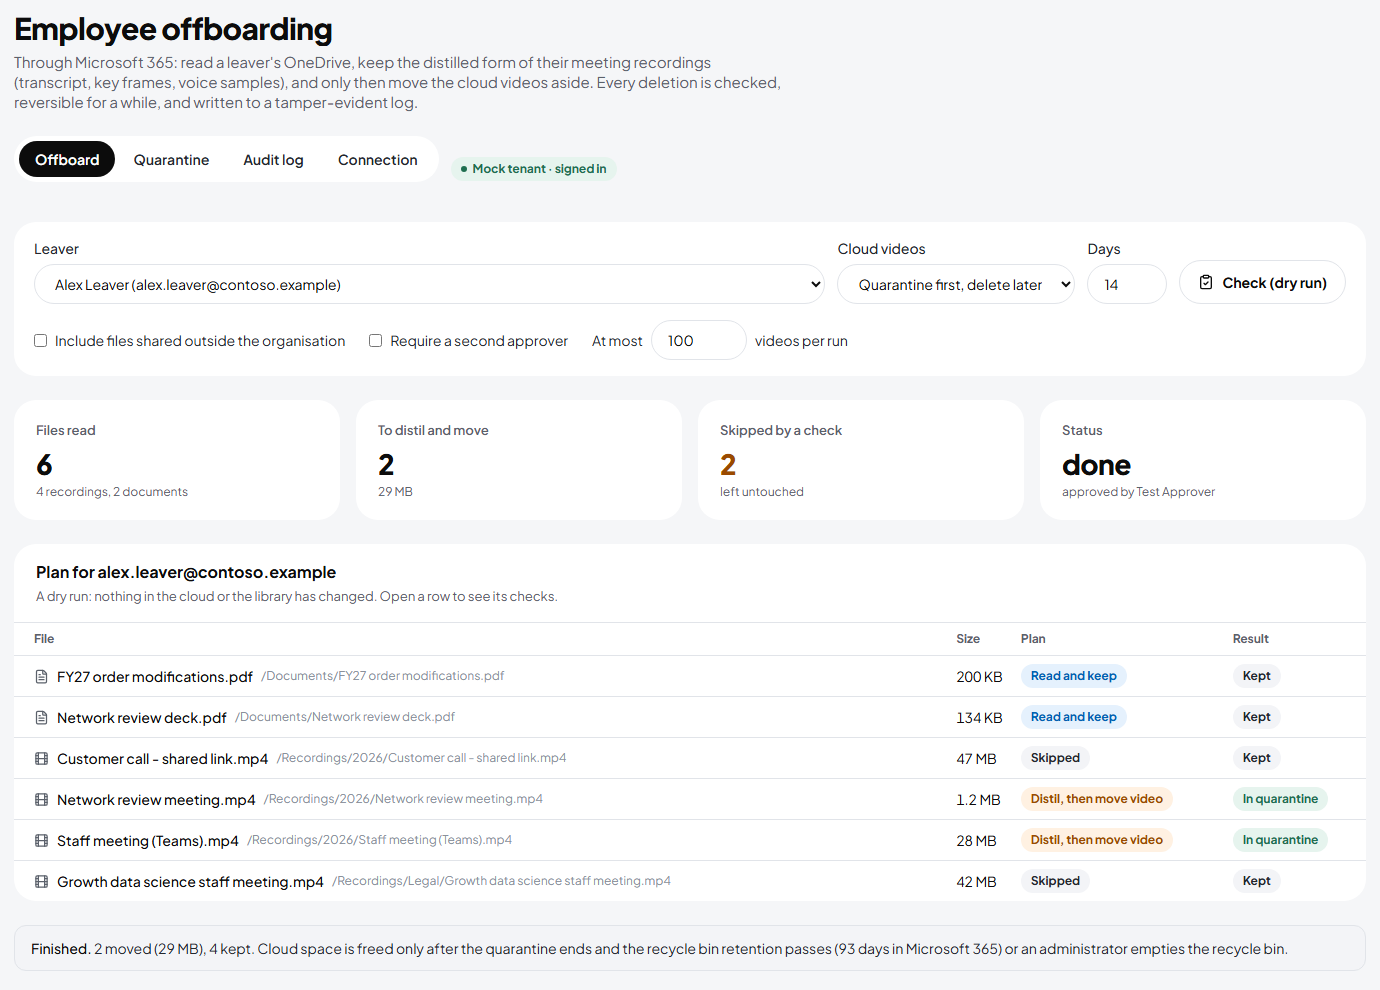 Employee offboarding
Through Microsoft 365: read a leaver's OneDrive, keep the distilled form of their meeting recordings
(transcript, key frames, voice samples), and only then move the cloud videos aside. Every deletion is checked,
reversible for a while, and written to a tamper-evident log.
Offboard Quarantine Audit log Connection Mock tenant · signed in
Leaver Cloud videos Days
Alex Leaver (alex.leaver@contoso.example) Quarantine first, delete later 14 Check (dry run)
Include files shared outside the organisation Require a second approver At most 100 videos per run
Files read To distil and move Skipped by a check Status
6 2 2 done
4 recordings, 2 documents 29 MB left untouched approved by Test Approver
Plan for alex.leaver@contoso.example
A dry run: nothing in the cloud or the library has changed. Open a row to see its checks.
File Size Plan Result
FY27 order modifications.pdf /Documents/FY27 order modifications.pdf 200 KB Read and keep Kept
Network review deck.pdf /Documents/Network review deck.pdf 134 KB Read and keep Kept
Customer call - shared link.mp4 /Recordings/2026/Customer call - shared link.mp4 47 MB Skipped Kept
Network review meeting.mp4 /Recordings/2026/Network review meeting.mp4 1.2 MB Distil, then move video In quarantine
Staff meeting (Teams).mp4 /Recordings/2026/Staff meeting (Teams).mp4 28 MB Distil, then move video In quarantine
Growth data science staff meeting.mp4 /Recordings/Legal/Growth data science staff meeting.mp4 42 MB Skipped Kept
Finished. 2 moved (29 MB), 4 kept. Cloud space is freed only after the quarantine ends and the recycle bin retention passes (93 days in Microsoft 365) or an administrator empties the recycle bin.